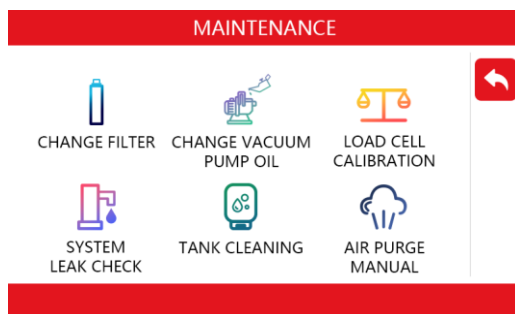 MAINTENANCE
CHANGE FILTER
CHANGE VACUUM
PUMP OIL
LOAD CELL
CALIBRATION
SYSTEM
LEAK CHECK
TANK CLEANING
AIR PURGE
MANUAL